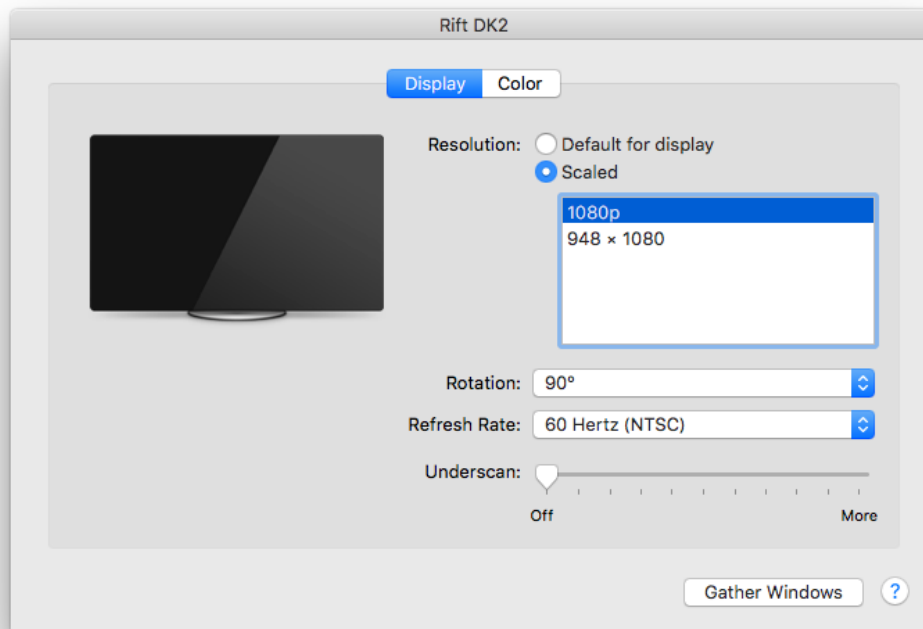 Rift DK2
Display Color
Resolution: Default for display
Scaled
1080p
948 × 1080
Rotation: 90°
Refresh Rate: 60 Hertz (NTSC)
Underscan:
Off More
Gather Windows ?